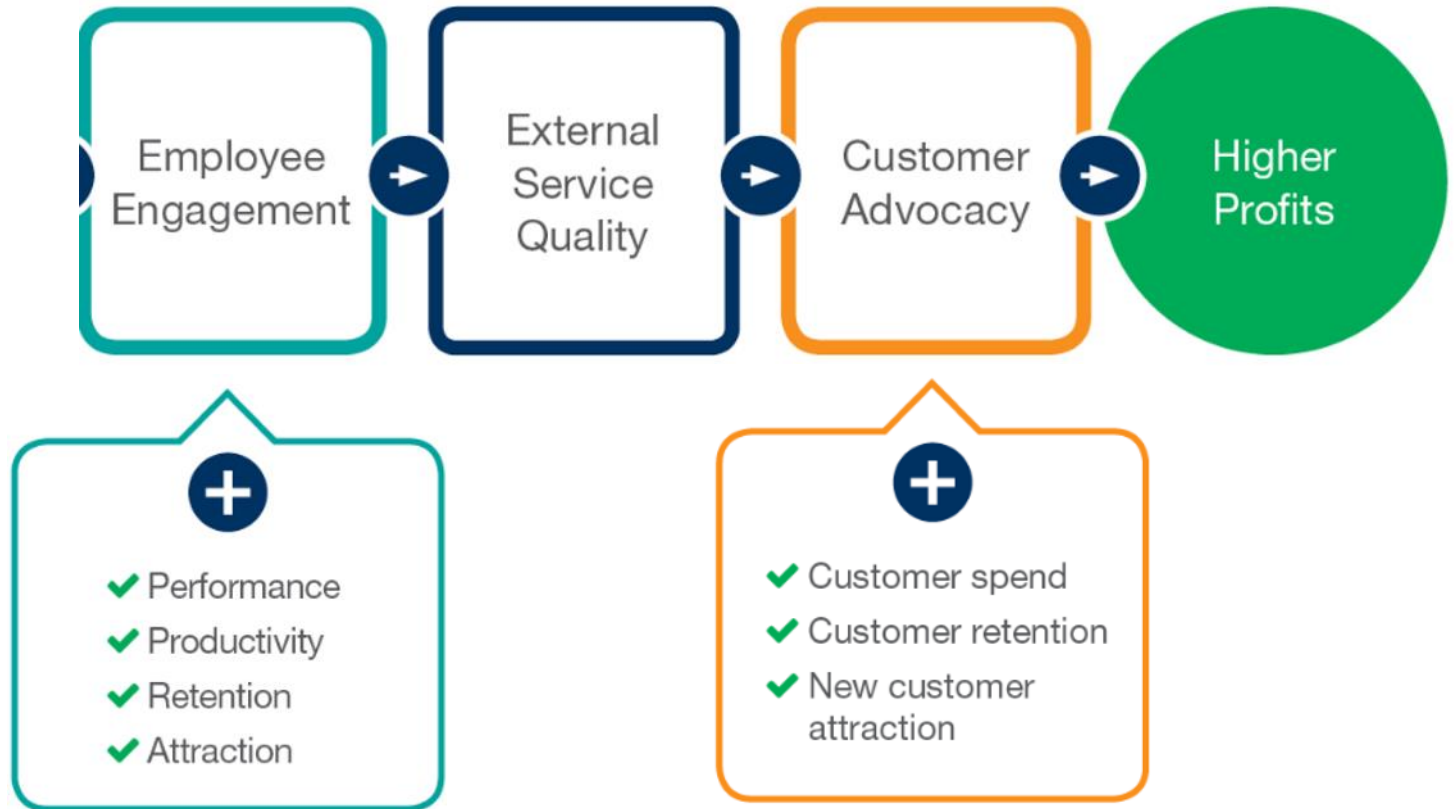 Employee
Engagement
External
Service
Quality
Customer
Advocacy
Higher
Profits
Performance
Productivity
Retention
Attraction
Customer spend
Customer retention
New customer
attraction